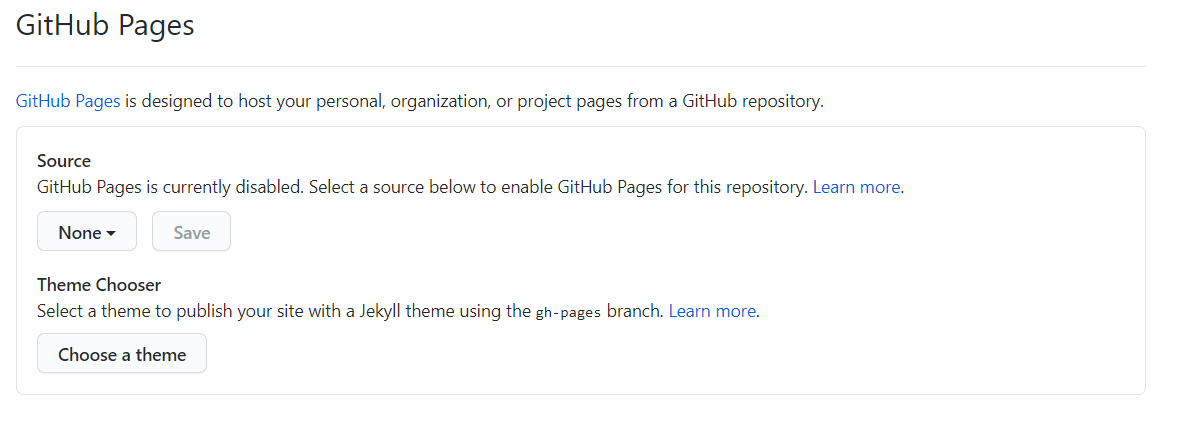 GitHub Pages
GitHub Pages is designed to host your personal, organization, or project pages from a GitHub repository.
Source
GitHub Pages is currently disabled. Select a source below to enable GitHub Pages for this repository. Learn more.
None
Save
Theme Chooser
Select a theme to publish your site with a Jekyll theme using the gh-pages branch. Learn more.
Choose a theme